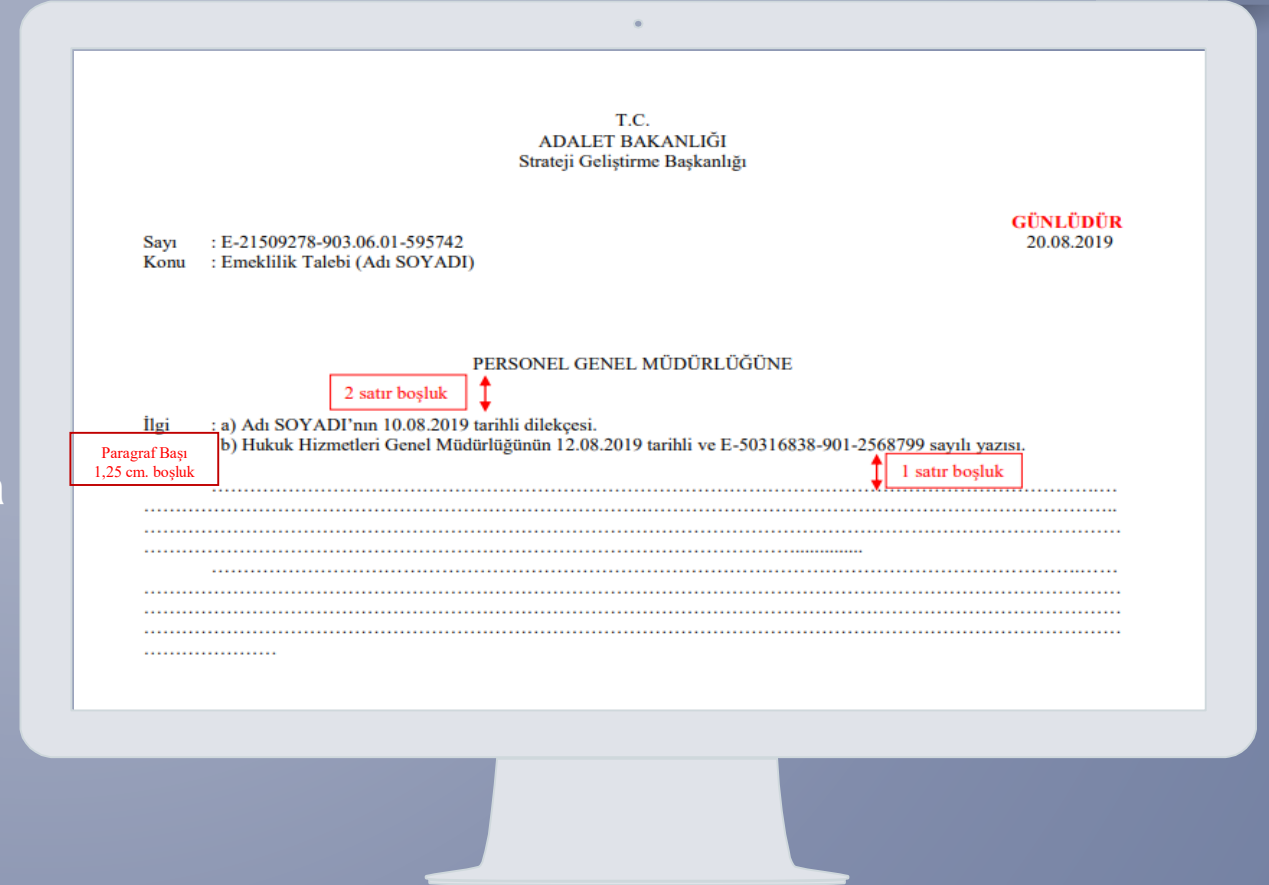 T.C.
ADALET BAKANLIĞI
Strateji Geliştirme Başkanlığı
GÜNLÜDÜR
Sayı : E-21509278-903.06.01-595742 20.08.2019
Konu : Emeklilik Talebi (Adı SOYADI)
PERSONEL GENEL MÜDÜRLÜĞÜNE
2 satır boşluk
İlgi : a) Adı SOYADI’nın 10.08.2019 tarihli dilekçesi.
b) Hukuk Hizmetleri Genel Müdürlüğünün 12.08.2019 tarihli ve E-50316838-901-2568799 sayılı yazısı.
Paragraf Başı
1,25 cm. boşluk
1 satır boşluk